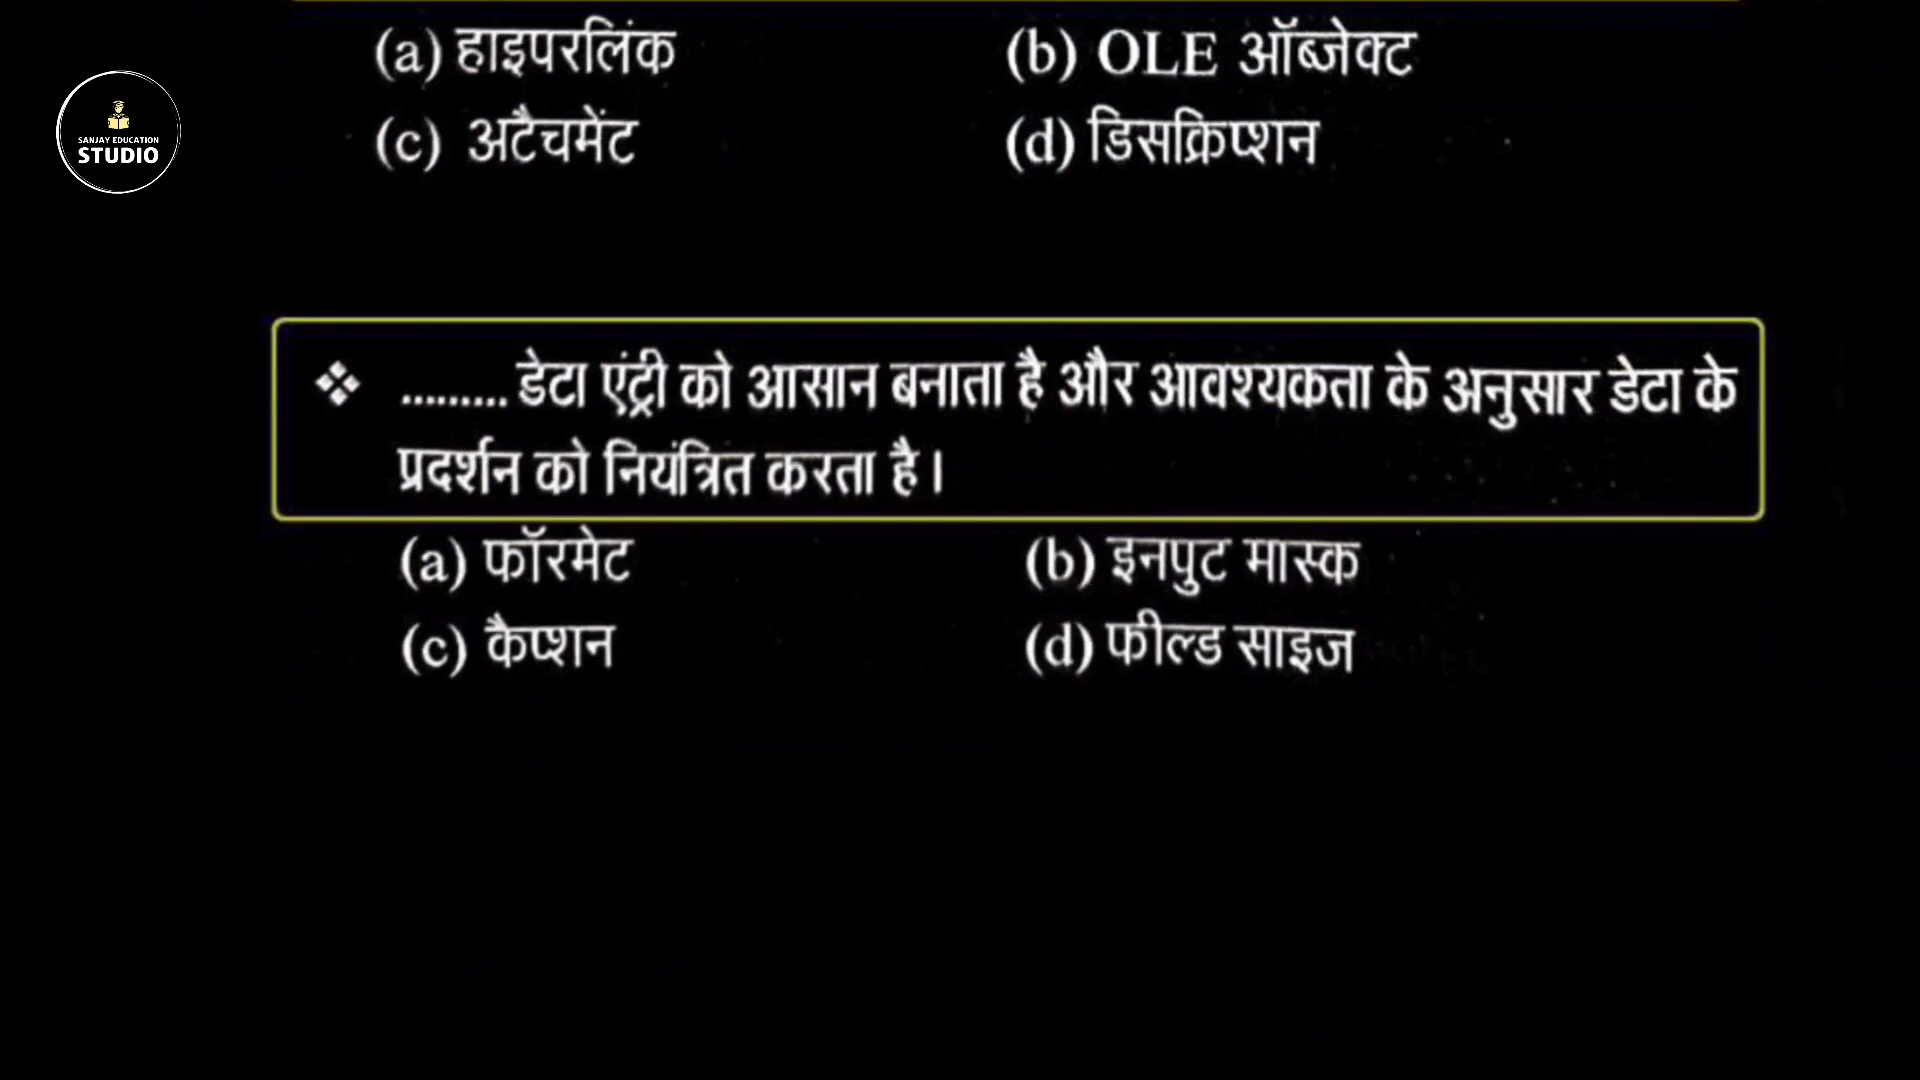 (a) हाइपरलिंक (b) OLE ऑब्जेक्ट
SANJAY EDUCATION
STUDIO
(c) अटैचमेंट (d) डिसक्रिप्शन
❖ ......... डेटा एंट्री को आसान बनाता है और आवश्यकता के अनुसार डेटा के
प्रदर्शन को नियंत्रित करता है।
(a) फॉरमेट (b) इनपुट मास्क
(c) कैप्शन (d) फील्ड साइज